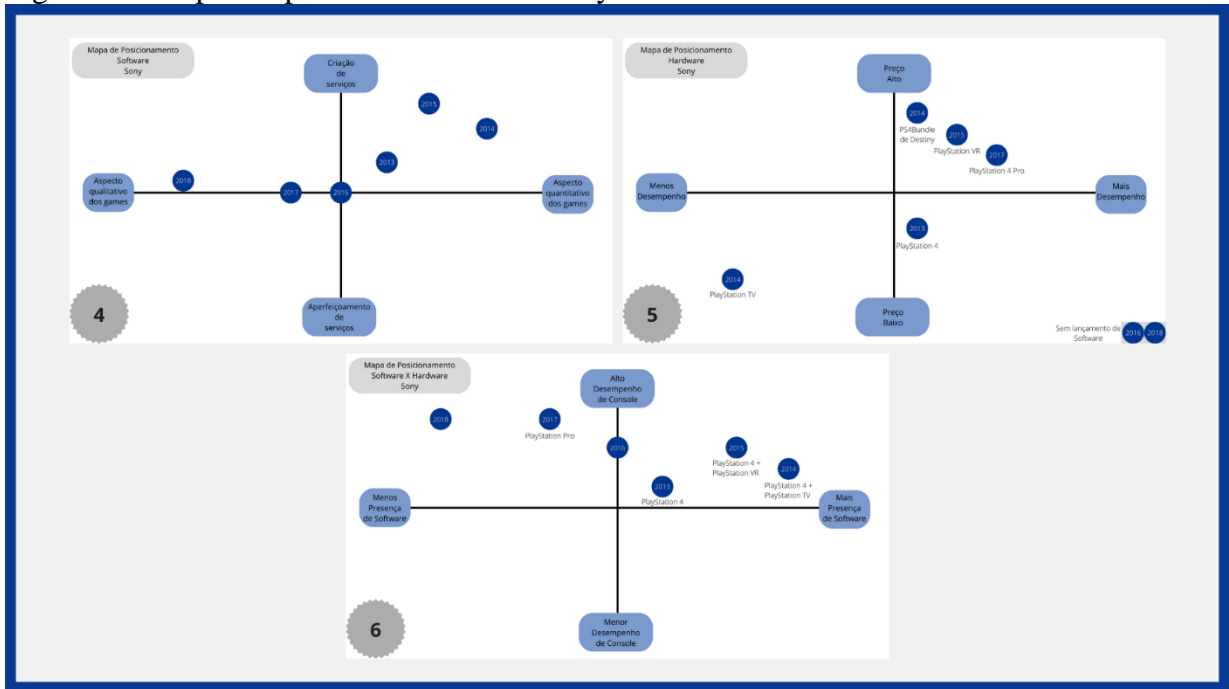 Mapa de Posicionamento
Software
Sony
Criação
de
serviços
2015
2014
2013
2018
2017
2016
Aspecto
qualitativo
dos games
Aspecto
quantitativo
dos games
Aperfeiçoamento
de
serviços
4
Mapa de Posicionamento
Hardware
Sony
Preço
Alto
2014
PS4Bundle
de Destiny
2015
PlayStation VR
2017
PlayStation 4 Pro
Menos
Desempenho
Mais
Desempenho
2013
PlayStation 4
2014
PlayStation TV
Preço
Baixo
5
Sem lançamento de
Software
2016
2018
Mapa de Posicionamento
Software X Hardware
Sony
Alto
Desempenho
de Console
2018
2017
PlayStation Pro
2016
2015
PlayStation 4 +
PlayStation VR
2014
PlayStation 4 +
PlayStation TV
2013
PlayStation 4
Menos
Presença
de Software
Mais
Presença
de Software
Menor
Desempenho
de Console
6